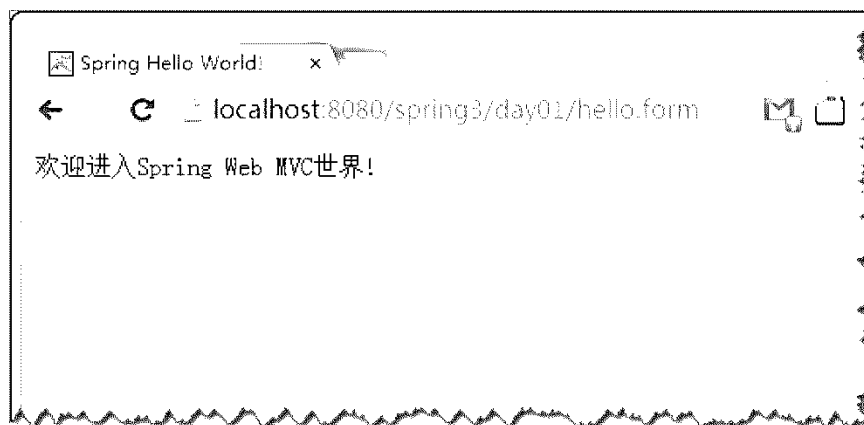 Spring Hello World!
localhost:8080/spring3/day01/hello.form
欢迎进入Spring Web MVC世界!